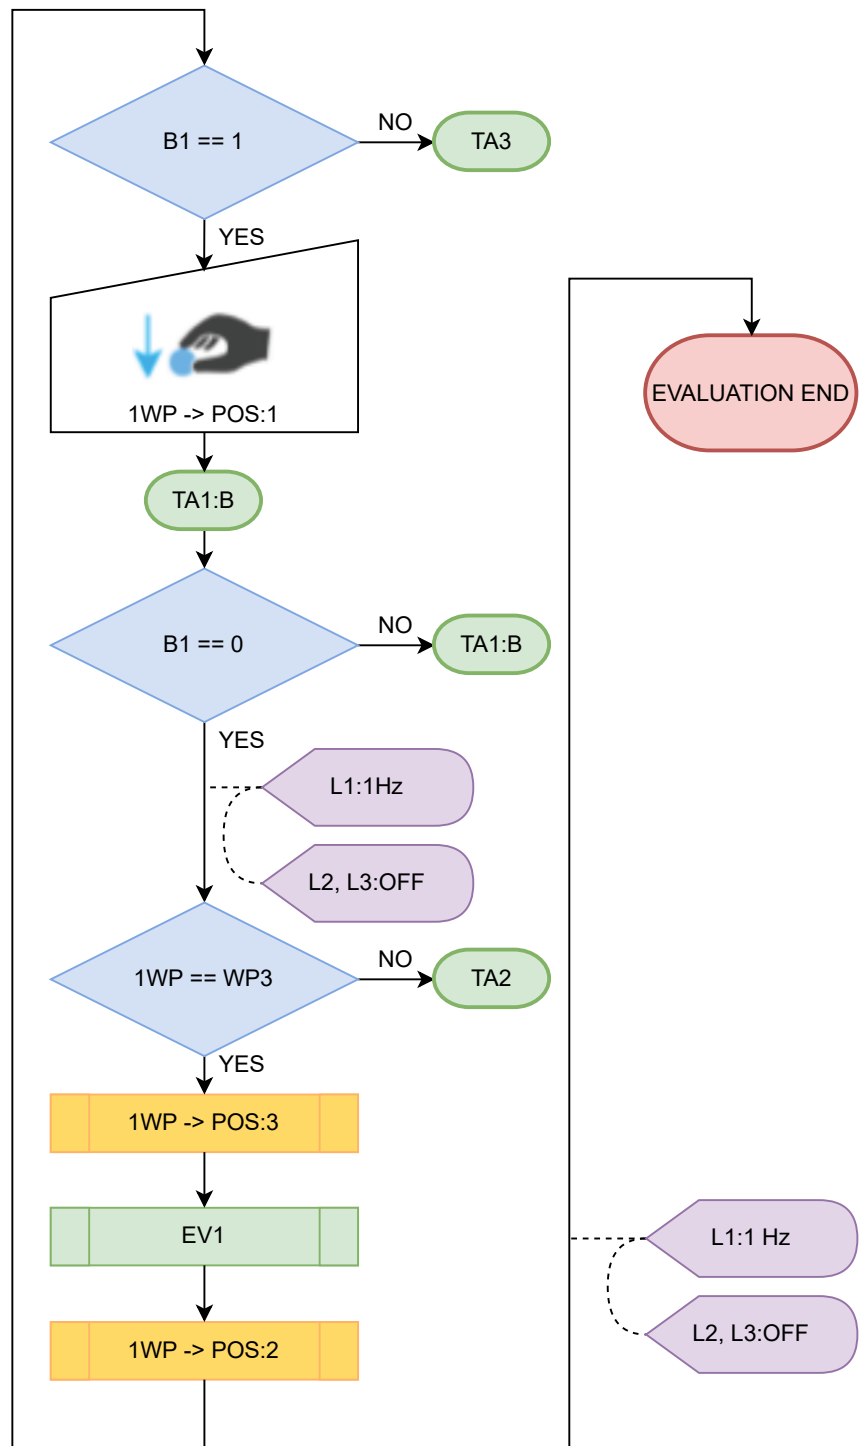 B1 == 1
NO
TA3
YES
1WP -> POS:1
EVALUATION END
TA1:B
B1 == 0
NO
TA1:B
YES
L1:1Hz
L2, L3:OFF
1WP == WP3
NO
TA2
YES
1WP -> POS:3
EV1
1WP -> POS:2
L1:1 Hz
L2, L3:OFF